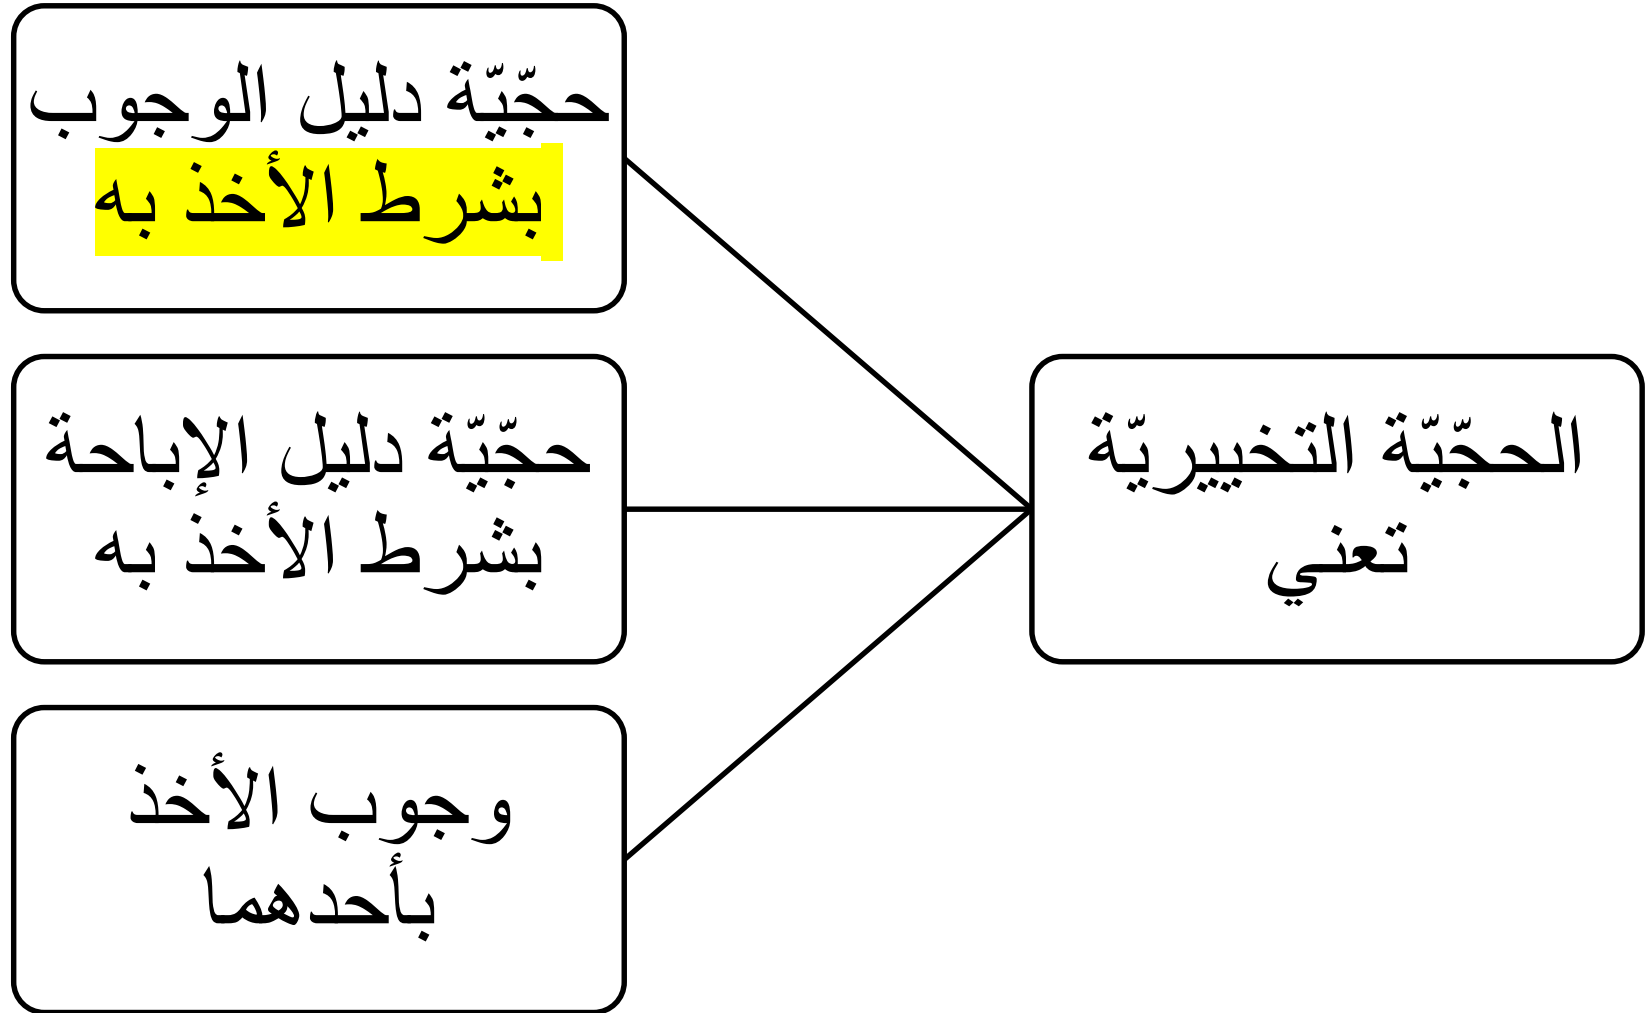 الحجّيّة التخييريّة
تعني
حجّيّة دليل الوجوب
بشرط الأخذ به
حجّيّة دليل الإباحة
بشرط الأخذ به
وجوب الأخذ
بأحدهما